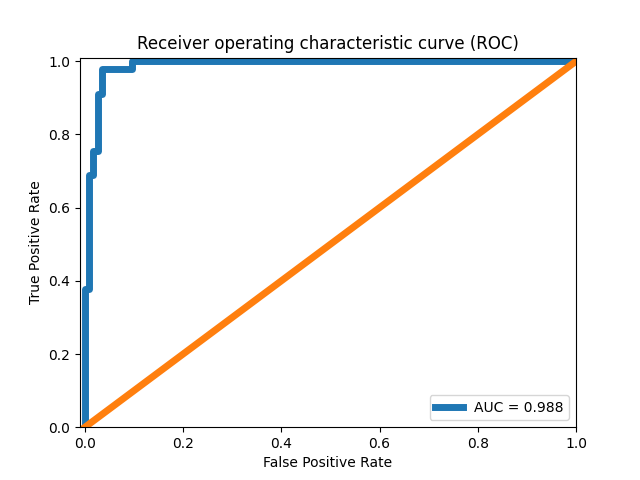 Receiver operating characteristic curve (ROC)
True Positive Rate
1.0
0.8
0.6
0.4
0.2
0.0
AUC = 0.988
0.0 0.2 0.4 0.6 0.8 1.0
False Positive Rate